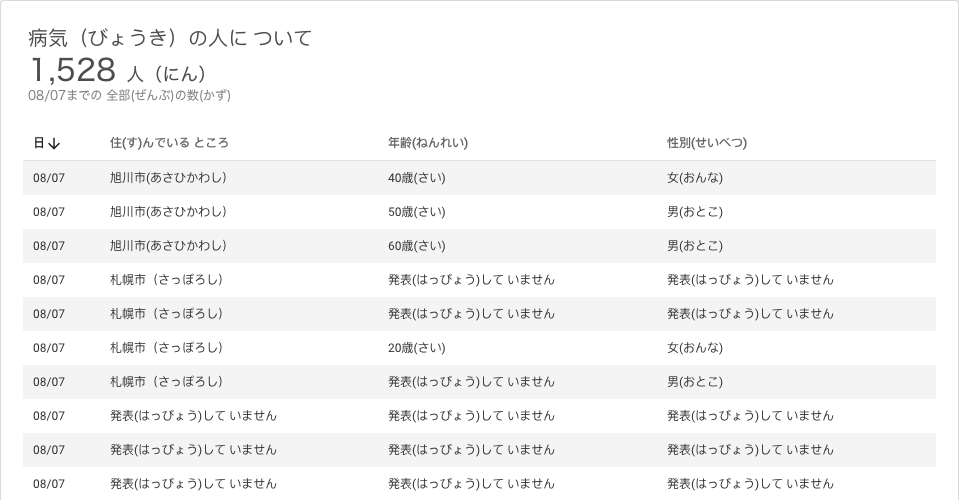 病気（びょうき）の人に ついて
1,528 人（にん）
08/07までの 全部(ぜんぶ)の数(かず)
日↓ 住(す)んでいる ところ 年齢(ねんれい) 性別(せいべつ)
08/07 旭川市(あさひかわし) 40歳(さい) 女(おんな)
08/07 旭川市(あさひかわし) 50歳(さい) 男(おとこ)
08/07 旭川市(あさひかわし) 60歳(さい) 男(おとこ)
08/07 札幌市（さっぽろし） 発表(はっぴょう)して いません 発表(はっぴょう)して いません
08/07 札幌市（さっぽろし） 発表(はっぴょう)して いません 発表(はっぴょう)して いません
08/07 札幌市（さっぽろし） 20歳(さい) 女(おんな)
08/07 札幌市（さっぽろし） 発表(はっぴょう)して いません 男(おとこ)
08/07 発表(はっぴょう)して いません 発表(はっぴょう)して いません 発表(はっぴょう)して いません
08/07 発表(はっぴょう)して いません 発表(はっぴょう)して いません 発表(はっぴょう)して いません
08/07 発表(はっぴょう)して いません 発表(はっぴょう)して いません 発表(はっぴょう)して いません